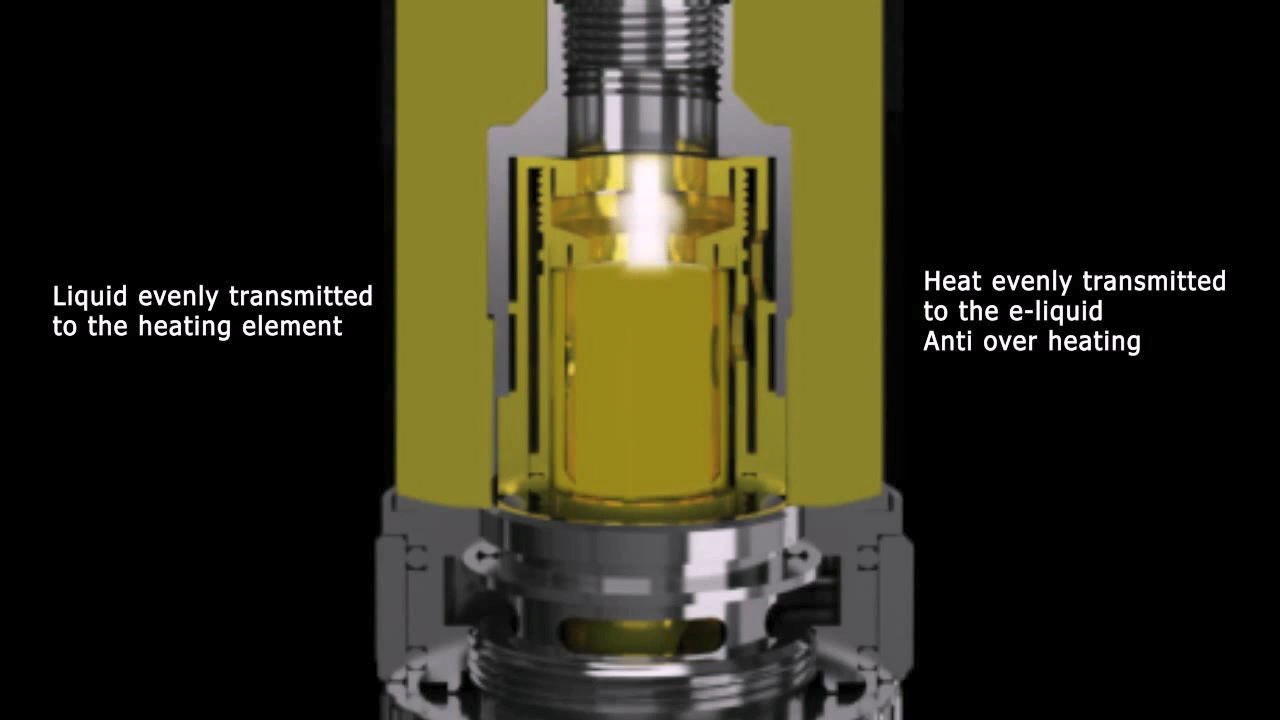 Liquid evenly transmitted
to the heating element
Heat evenly transmitted
to the e-liquid
Anti over heating